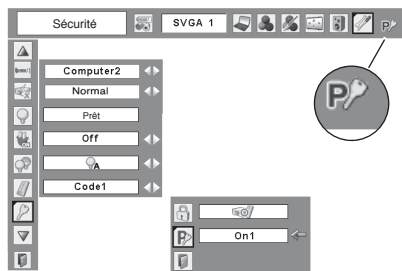 Sécurité
SVGA 1
P
P
Computer2
Normal
Prêt
Off
A
Code1
P
On1